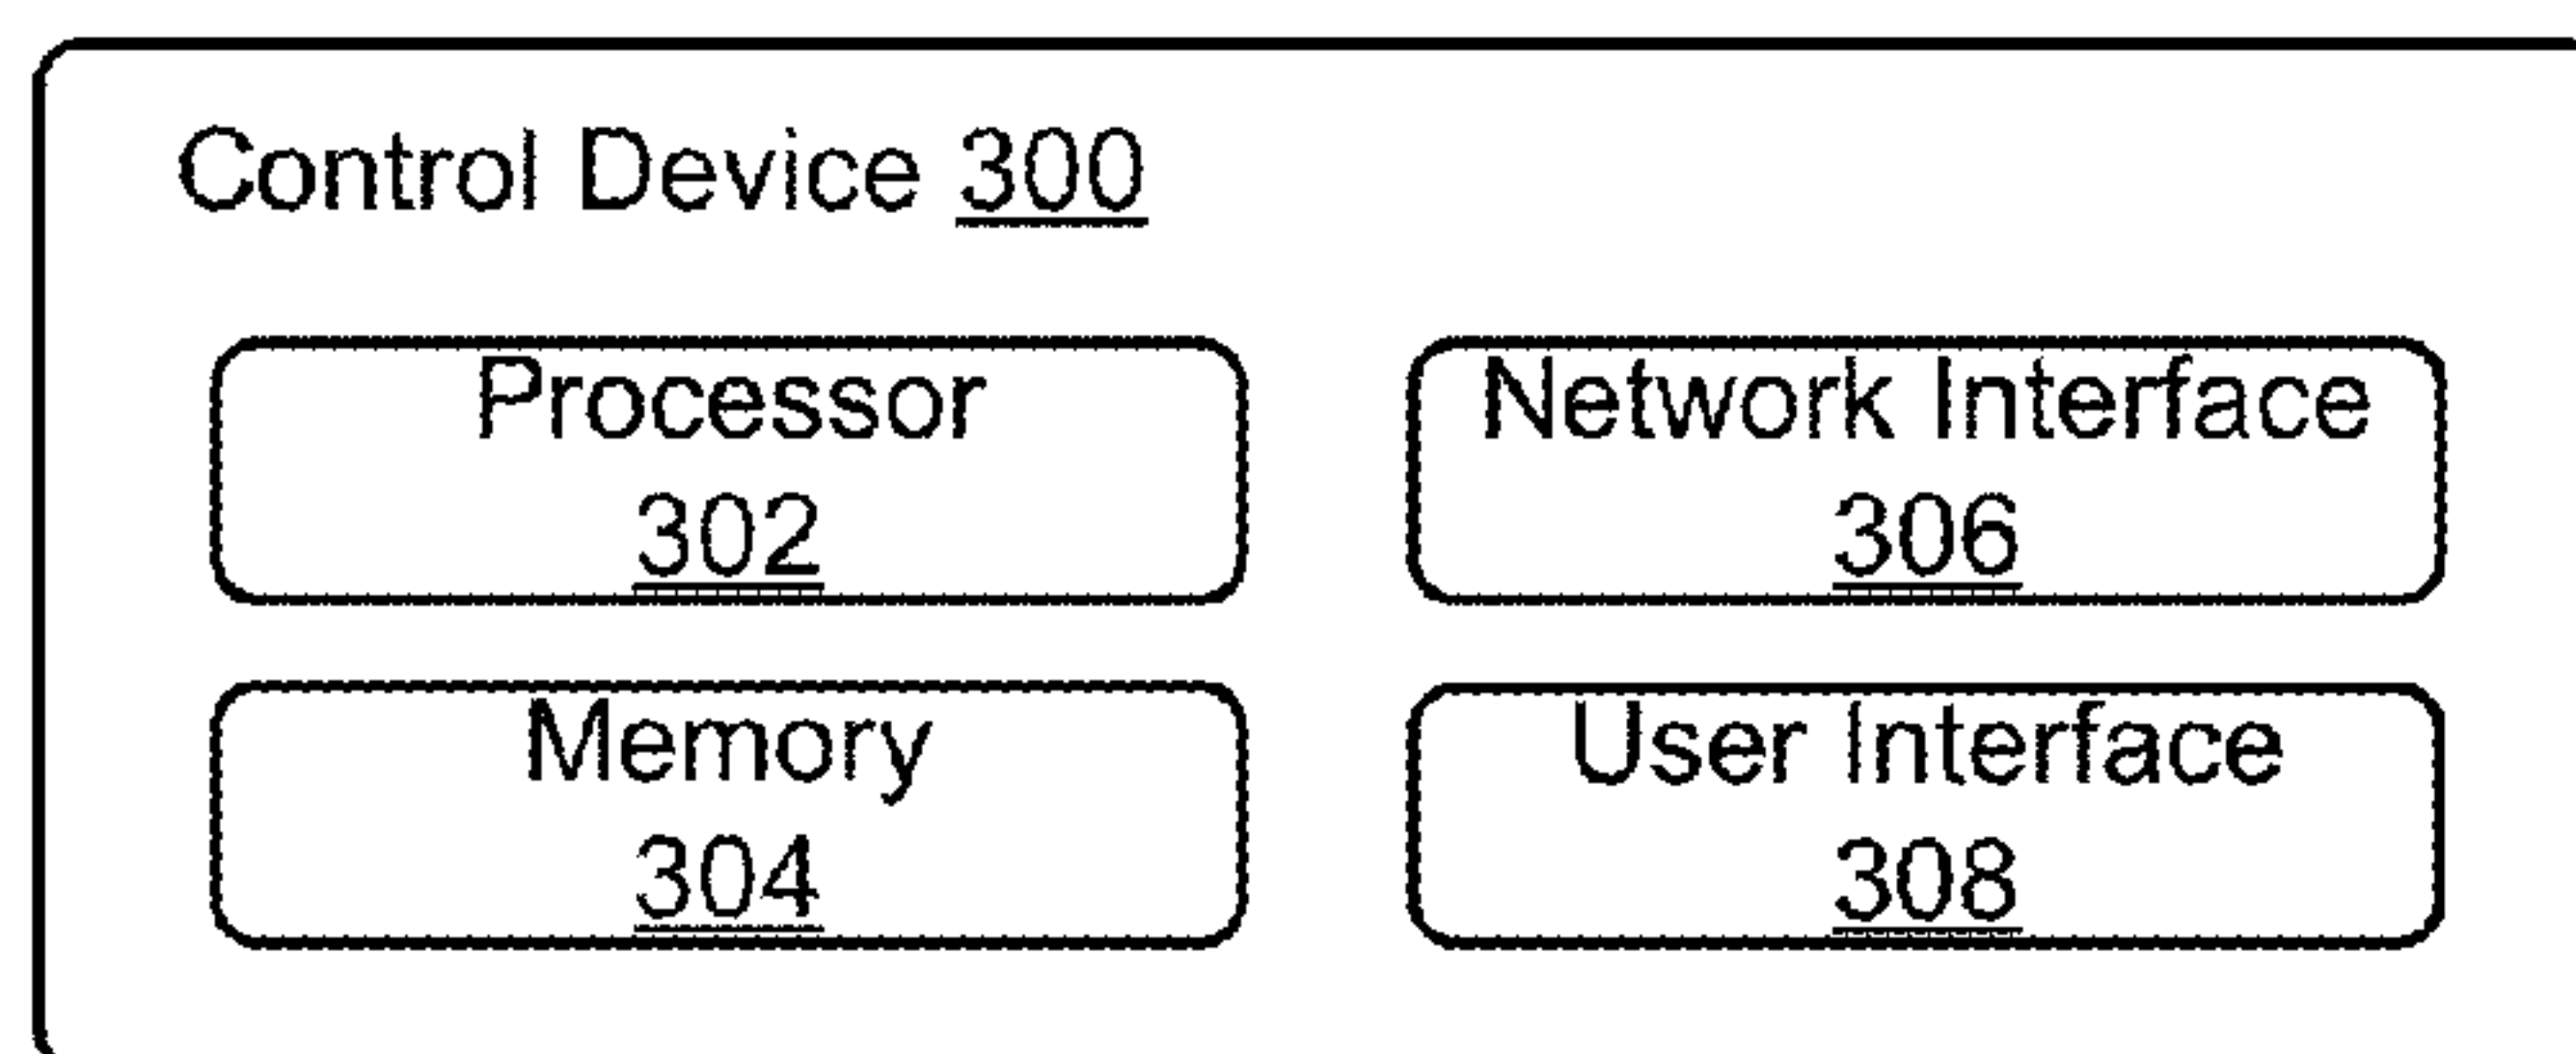 Control Device 300
Processor
302
Network Interface
306
Memory
304
User Interface
308